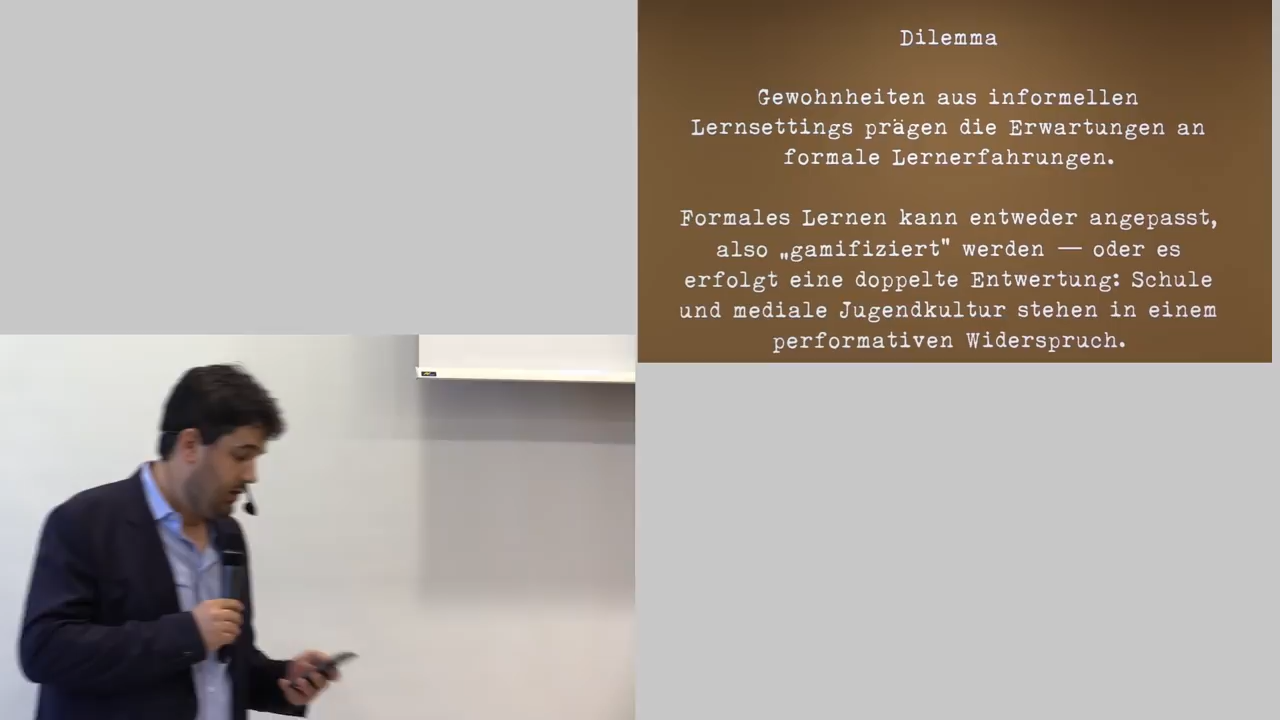 Dilemma
Gewohnheiten aus informellen
Lernsettings prägen die Erwartungen an
formale Lernerfahrungen.
Formales Lernen kann entweder angepasst,
also „gamifiziert" werden — oder es
erfolgt eine doppelte Entwertung: Schule
und mediale Jugendkultur stehen in einem
performativen Widerspruch.